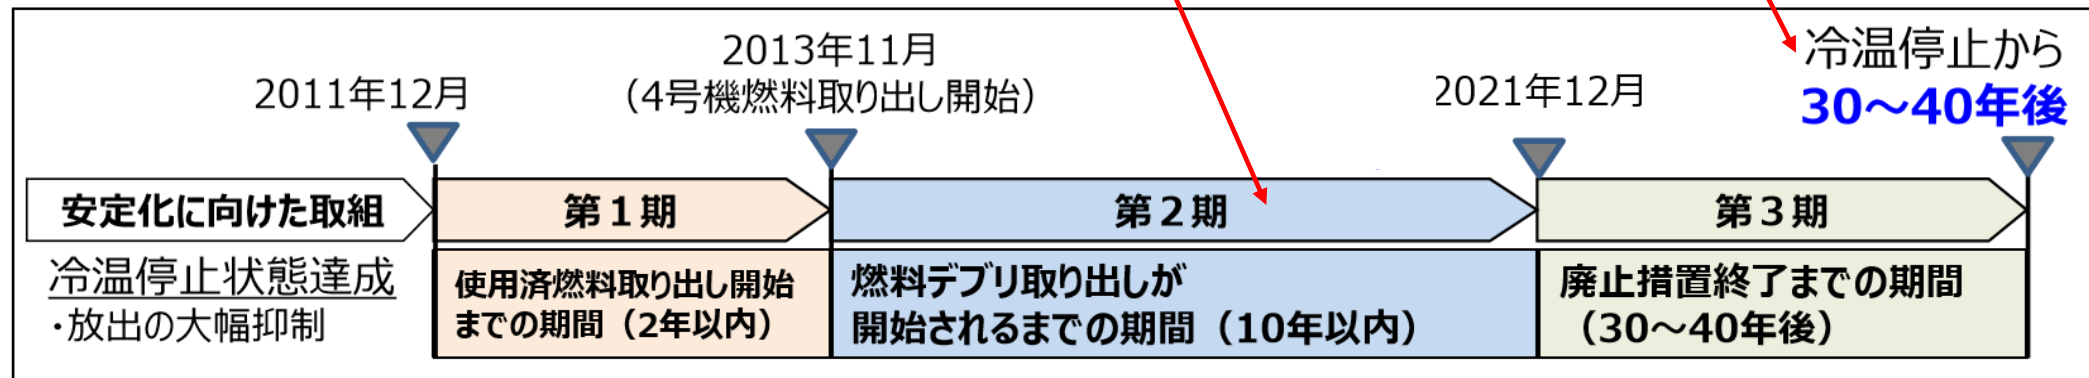 2011年12月
2013年11月
（4号機燃料取り出し開始）
2021年12月
冷温停止から
30～40年後
安定化に向けた取組
第１期
第２期
第３期
冷温停止状態達成
・放出の大幅抑制
使用済燃料取り出し開始
までの期間（2年以内）
燃料デブリ取り出しが
開始されるまでの期間（10年以内）
廃止措置終了までの期間
（30～40年後）